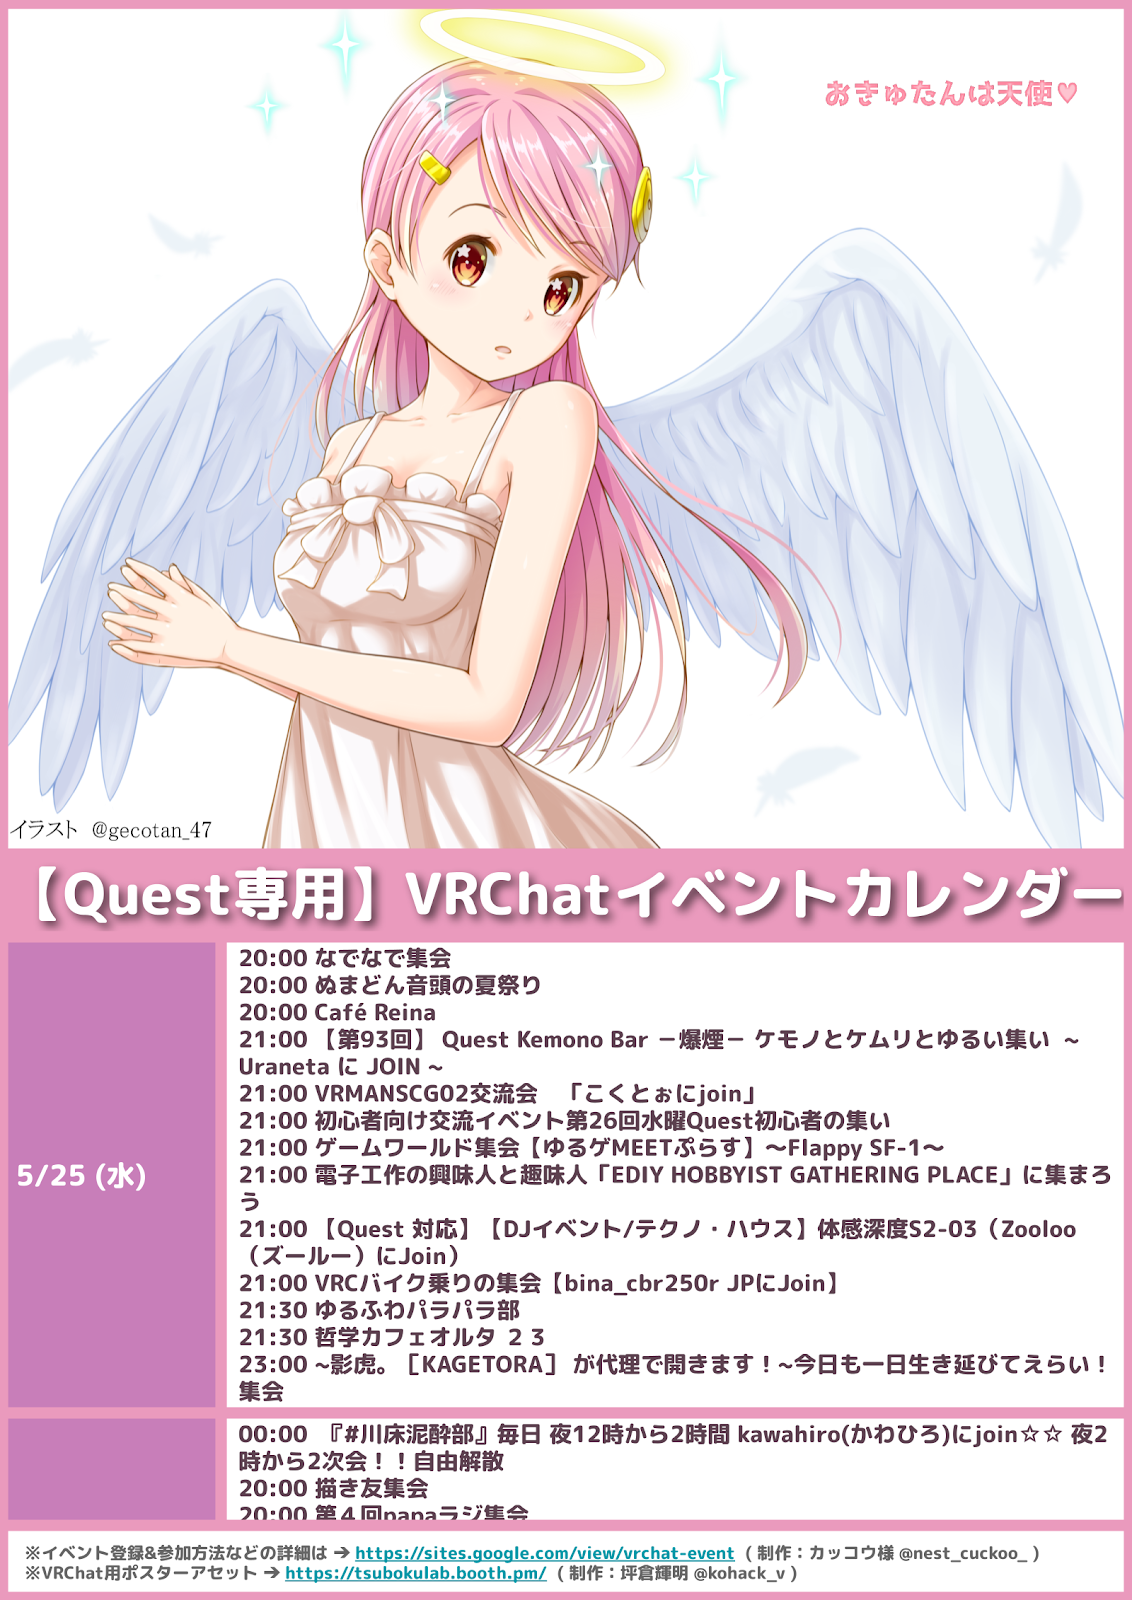 おきゅたんは天使♥
イラスト @gecotan_47
【Quest専用】VRChatイベントカレンダー
5/25 (水)
20:00 なでなで集会
20:00 ぬまどん音頭の夏祭り
20:00 Café Reina
21:00 【第93回】 Quest Kemono Bar －爆煙－ ケモノとケムリとゆるい集い ~
Uraneta に JOIN ~
21:00 VRMANSCG02交流会　「こくとぉにjoin」
21:00 初心者向け交流イベント第26回水曜Quest初心者の集い
21:00 ゲームワールド集会【ゆるゲMEETぷらす】～Flappy SF-1～
21:00 電子工作の興味人と趣味人「EDIY HOBBYIST GATHERING PLACE」に集まろ
う
21:00 【Quest 対応】【DJイベント/テクノ・ハウス】体感深度S2-03（Zooloo
（ズールー）にJoin）
21:00 VRCバイク乗りの集会【bina_cbr250r JPにJoin】
21:30 ゆるふわパラパラ部
21:30 哲学カフェオルタ ２３
23:00 ~影虎。［KAGETORA］ が代理で開きます！~今日も一日生き延びてえらい！
集会
00:00 『#川床泥酔部』毎日 夜12時から2時間 kawahiro(かわひろ)にjoin☆☆ 夜2
時から2次会！！自由解散
20:00 描き友集会
20:00 第４回papaラジ集会
※イベント登録&参加方法などの詳細は ➔ https://sites.google.com/view/vrchat-event ( 制作：カッコウ様 @nest_cuckoo_ )
※VRChat用ポスターアセット ➔ https://tsubokulab.booth.pm/ ( 制作：坪倉輝明 @kohack_v )